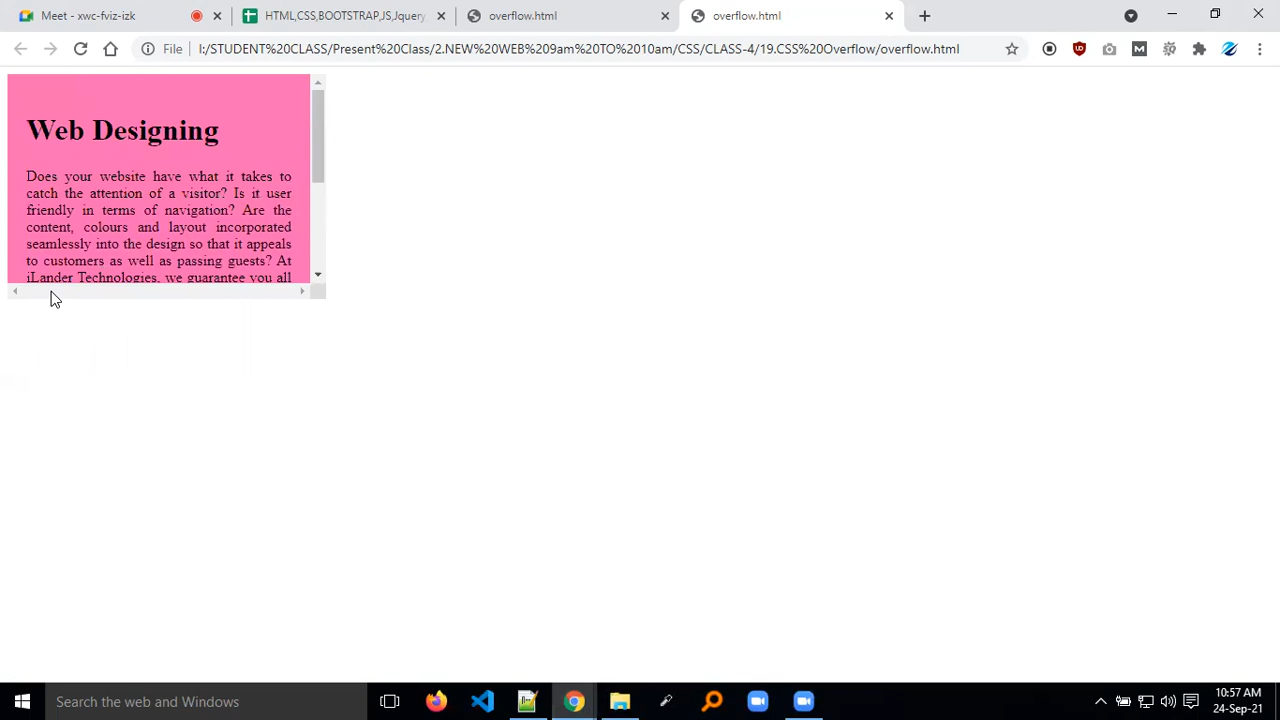 Meet - xwc-fviz-izk
HTML,CSS,BOOTSTRAP,JS,Jquery
overflow.html
overflow.html
File
I:/STUDENT%20CLASS/Present%20Class/2.NEW%20WEB%209am%20TO%2010am/CSS/CLASS-4/19.CSS%20Overflow/overflow.html
Web Designing
Does your website have what it takes to
catch the attention of a visitor? Is it user
friendly in terms of navigation? Are the
content, colours and layout incorporated
seamlessly into the design so that it appeals
to customers as well as passing guests? At
iLander Technologies, we guarantee you all
Search the web and Windows
10:57 AM
24-Sep-21